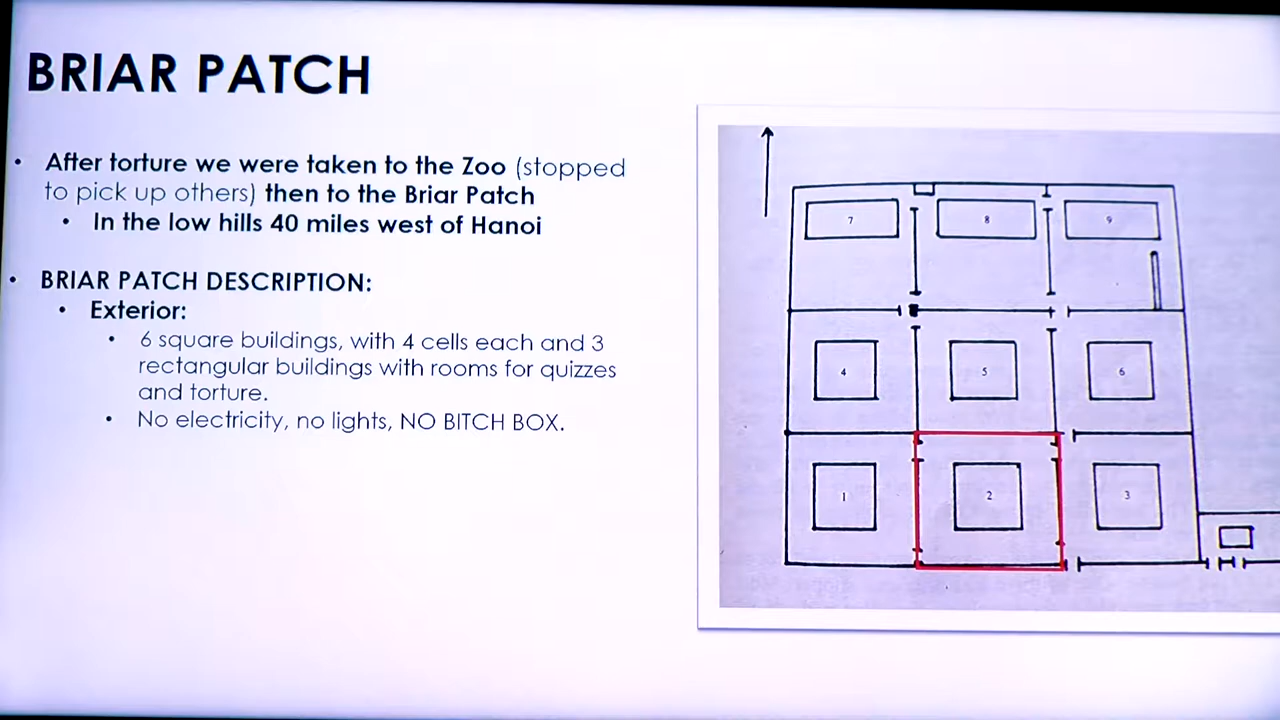 BRIAR PATCH
• After torture we were taken to the Zoo (stopped
to pick up others) then to the Briar Patch
• In the low hills 40 miles west of Hanoi
• BRIAR PATCH DESCRIPTION:
• Exterior:
• 6 square buildings, with 4 cells each and 3
rectangular buildings with rooms for quizzes
and torture.
• No electricity, no lights, NO BITCH BOX.
7 8 9
4 5 6
1 2 3